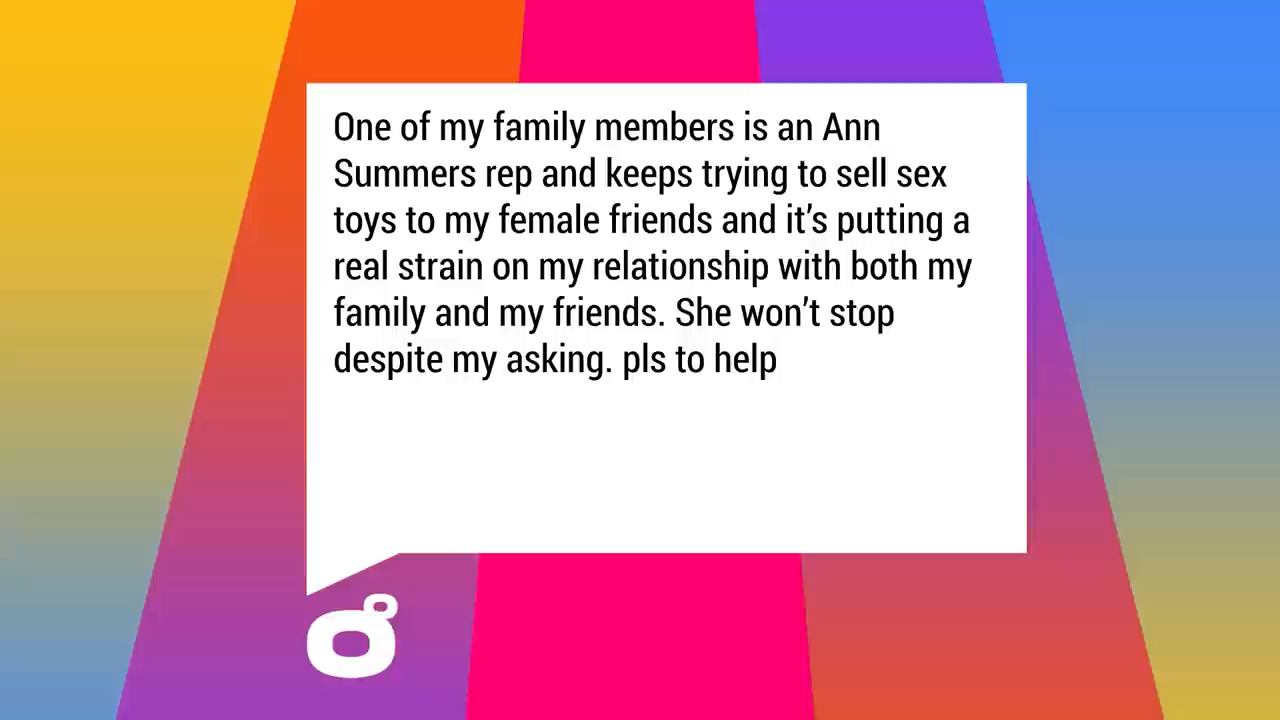 One of my family members is an Ann
Summers rep and keeps trying to sell sex
toys to my female friends and it’s putting a
real strain on my relationship with both my
family and my friends. She won’t stop
despite my asking. pls to help